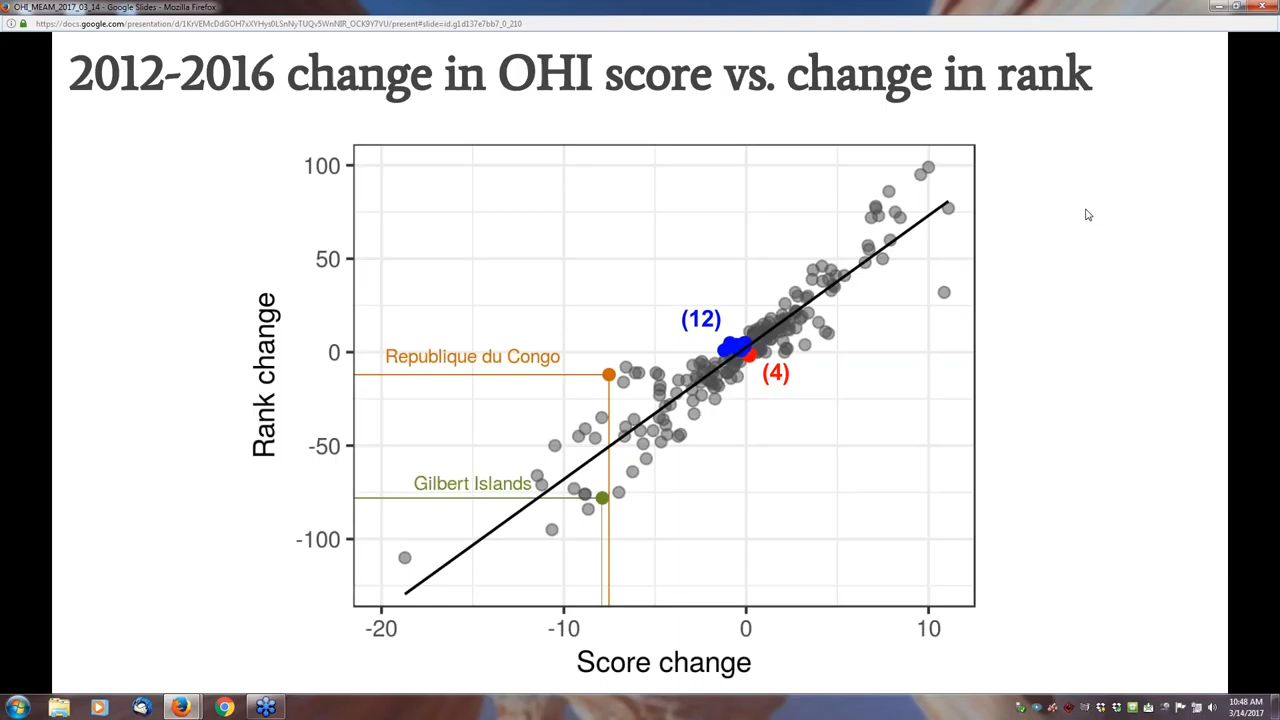 OHI_MEAM_2017_03_14 - Google Slides - Mozilla Firefox
2012-2016 change in OHI score vs. change in rank
Rank change
100
50
0
-50
-100
(12)
(4)
Republique du Congo
Gilbert Islands
-20
-10
0
10
Score change
10:48 AM
3/14/2017